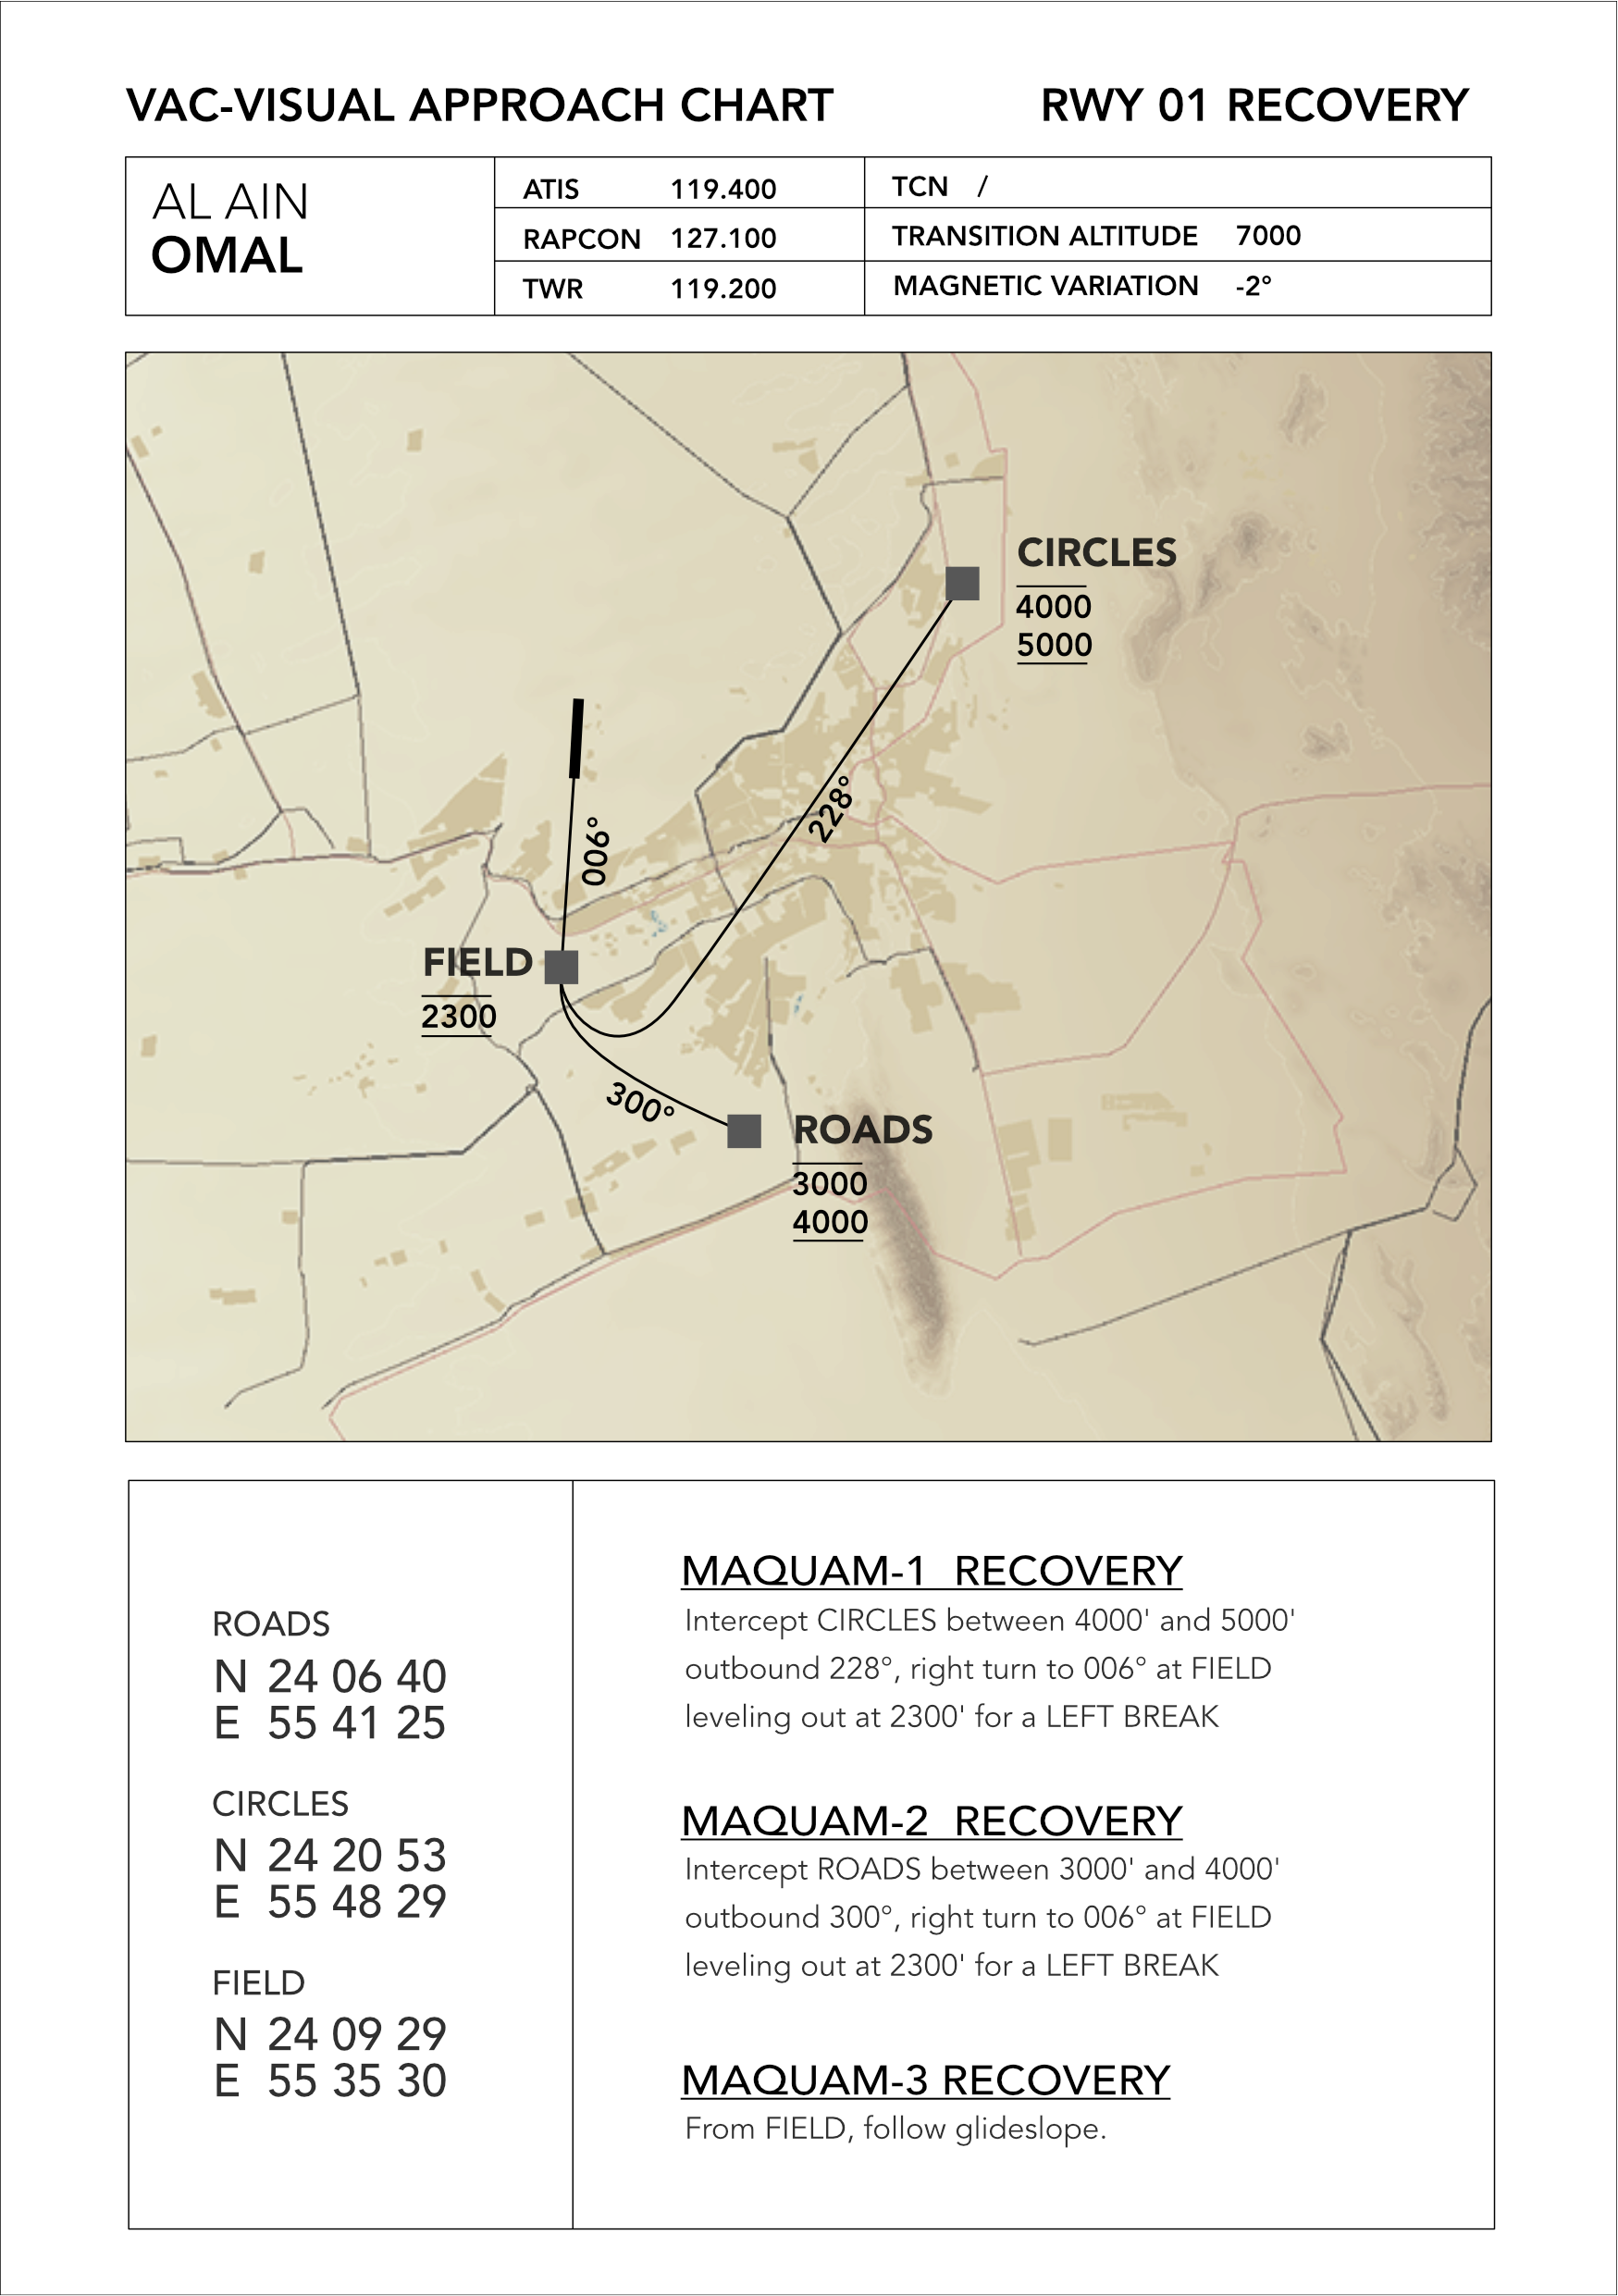 VAC-VISUAL APPROACH CHART
RWY 01 RECOVERY
AL AIN
OMAL
ATIS 119.400
RAPCON 127.100
TWR 119.200
TCN /
TRANSITION ALTITUDE 7000
MAGNETIC VARIATION -2°
CIRCLES
4000
5000
228°
006°
FIELD
2300
300°
ROADS
3000
4000
ROADS
N 24 06 40
E 55 41 25
CIRCLES
N 24 20 53
E 55 48 29
FIELD
N 24 09 29
E 55 35 30
MAQUAM-1 RECOVERY
Intercept CIRCLES between 4000' and 5000'
outbound 228°, right turn to 006° at FIELD
leveling out at 2300' for a LEFT BREAK
MAQUAM-2 RECOVERY
Intercept ROADS between 3000' and 4000'
outbound 300°, right turn to 006° at FIELD
leveling out at 2300' for a LEFT BREAK
MAQUAM-3 RECOVERY
From FIELD, follow glideslope.